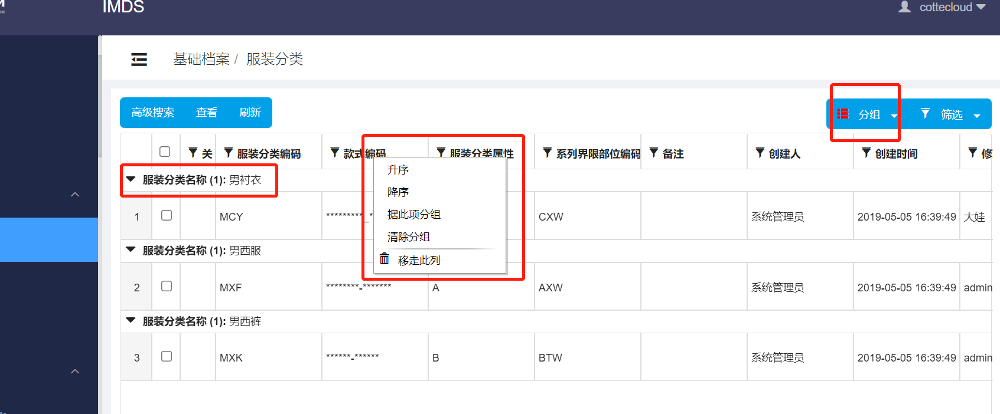 IMDS
cottecloud
基础档案 / 服装分类
高级搜索 查看 刷新
分组 筛选
关 服装分类编码 款式编码 服装分类属性 系列界限部位编码 备注 创建人 创建时间 修
服装分类名称 (1): 男衬衣
1 MCY *********_* CXW 系统管理员 2019-05-05 16:39:49 大娃
服装分类名称 (1): 男西服
2 MXF ********-******* A AXW 系统管理员 2019-05-05 16:39:49 admin
服装分类名称 (1): 男西裤
3 MXK ******-****** B BTW 系统管理员 2019-05-05 16:39:49 admin
升序
降序
据此项分组
清除分组
移走此列